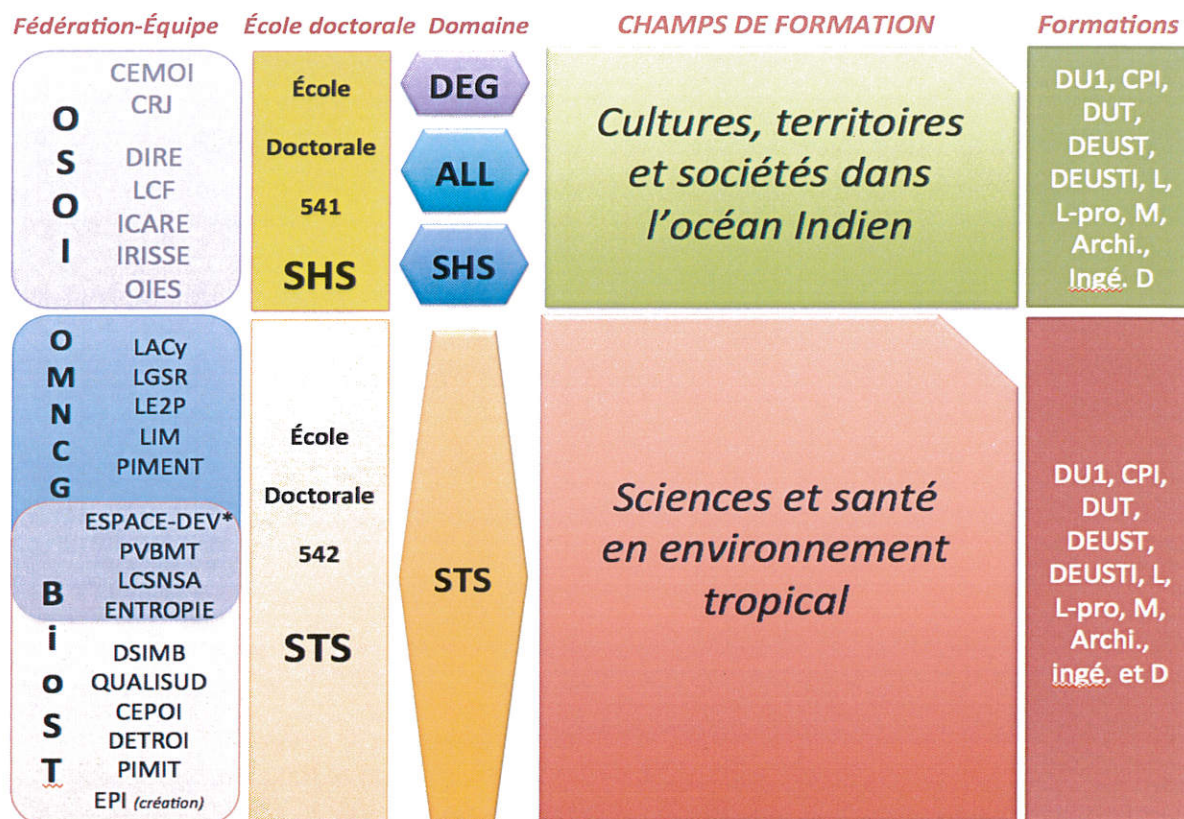 Fédération-Équipe
École doctorale
Domaine
CHAMPS DE FORMATION
Formations
OSOI
CEMOI
CRJ
DIRE
LCF
ICARE
IRISSE
OIES
École
Doctorale
541
SHS
DEG
ALL
SHS
Cultures, territoires
et sociétés dans
l'océan Indien
DU1, CPI,
DUT,
DEUST,
DEUSTI, L,
L-pro, M,
Archi.,
Ingé. D
OMNCG
LACy
LGSR
LE2P
LIM
PIMENT
ESPACE-DEV*
PVBMT
LCSNSA
ENTROPIE
BioST
DSIMB
QUALISUD
CEPOI
DETROI
PIMIT
EPI (création)
École
Doctorale
542
STS
STS
Sciences et santé
en environnement
tropical
DU1, CPI,
DUT,
DEUST,
DEUSTI, L,
L-pro, M,
Archi.,
ingé. et D